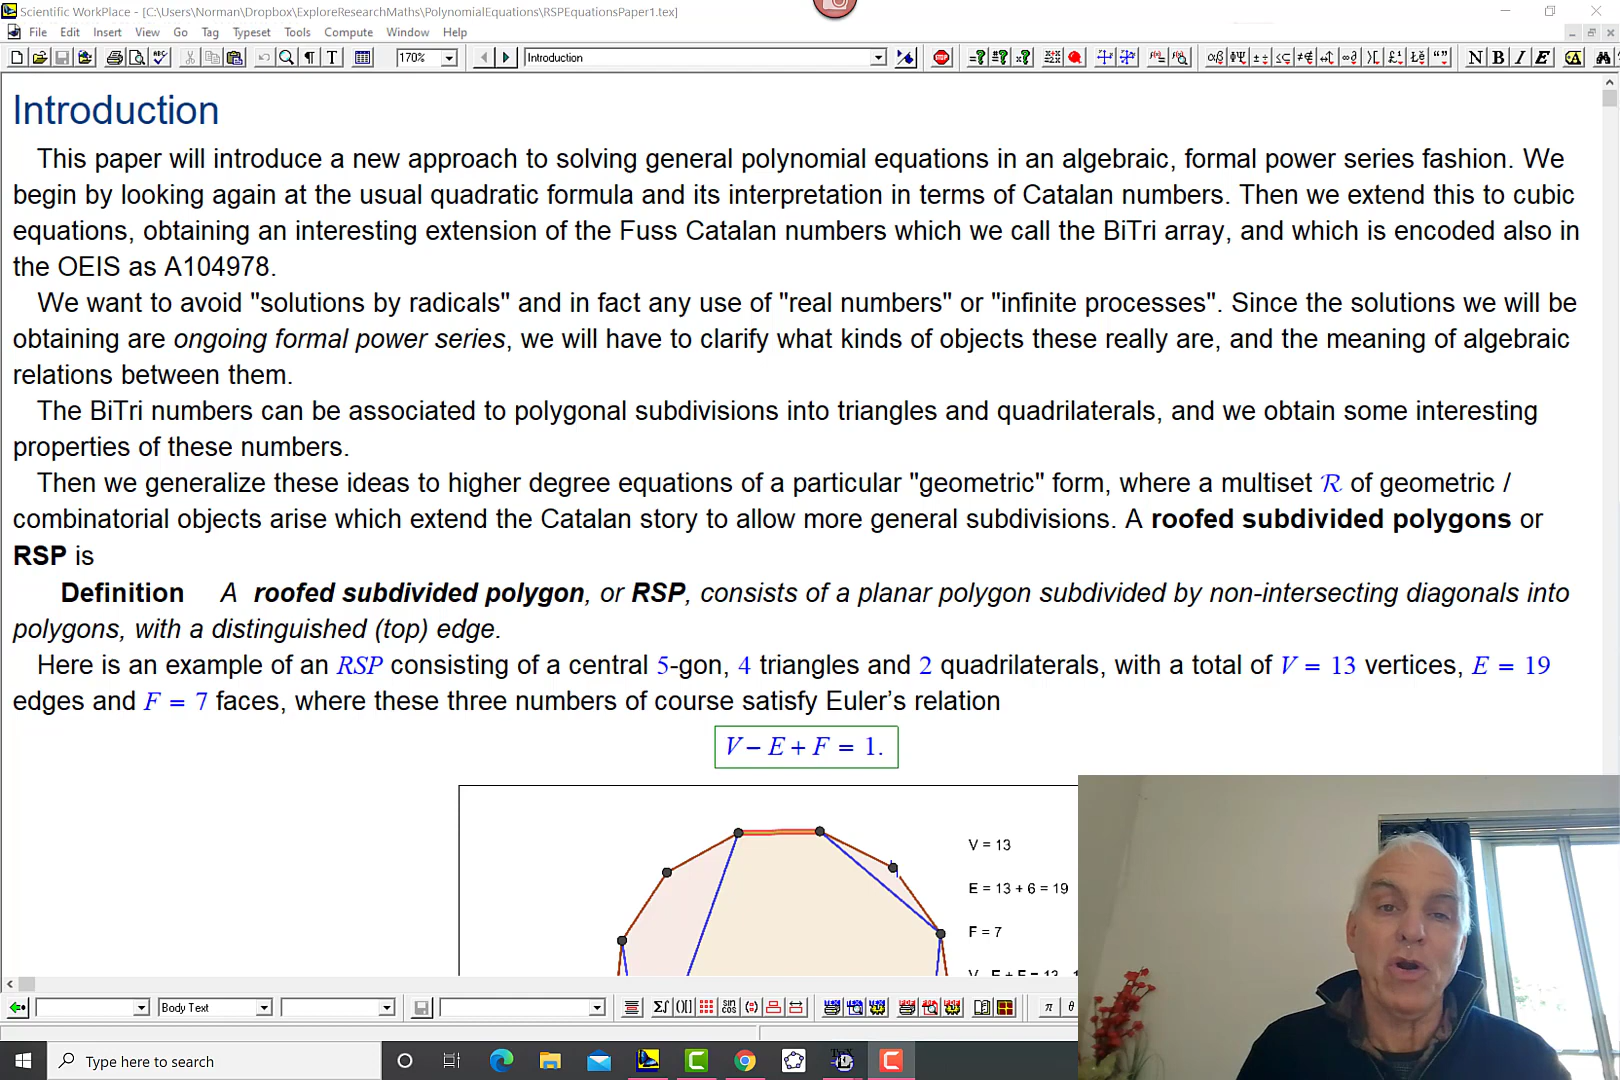 Scientific WorkPlace - [C:\Users\Norman\Dropbox\ExploreResearchMaths\PolynomialEquations\RSPEquationsPaper1.tex]
File Edit Insert View Go Tag Typeset Tools Compute Window Help
170% Introduction
Introduction
This paper will introduce a new approach to solving general polynomial equations in an algebraic, formal power series fashion. We
begin by looking again at the usual quadratic formula and its interpretation in terms of Catalan numbers. Then we extend this to cubic
equations, obtaining an interesting extension of the Fuss Catalan numbers which we call the BiTri array, and which is encoded also in
the OEIS as A104978.
We want to avoid "solutions by radicals" and in fact any use of "real numbers" or "infinite processes". Since the solutions we will be
obtaining are ongoing formal power series, we will have to clarify what kinds of objects these really are, and the meaning of algebraic
relations between them.
The BiTri numbers can be associated to polygonal subdivisions into triangles and quadrilaterals, and we obtain some interesting
properties of these numbers.
Then we generalize these ideas to higher degree equations of a particular "geometric" form, where a multiset ℛ of geometric /
combinatorial objects arise which extend the Catalan story to allow more general subdivisions. A roofed subdivided polygons or
RSP is
Definition A roofed subdivided polygon, or RSP, consists of a planar polygon subdivided by non-intersecting diagonals into
polygons, with a distinguished (top) edge.
Here is an example of an RSP consisting of a central 5-gon, 4 triangles and 2 quadrilaterals, with a total of V = 13 vertices, E = 19
edges and F = 7 faces, where these three numbers of course satisfy Euler's relation
V − E + F = 1.
V = 13
E = 13 + 6 = 19
F = 7
Body Text
Type here to search